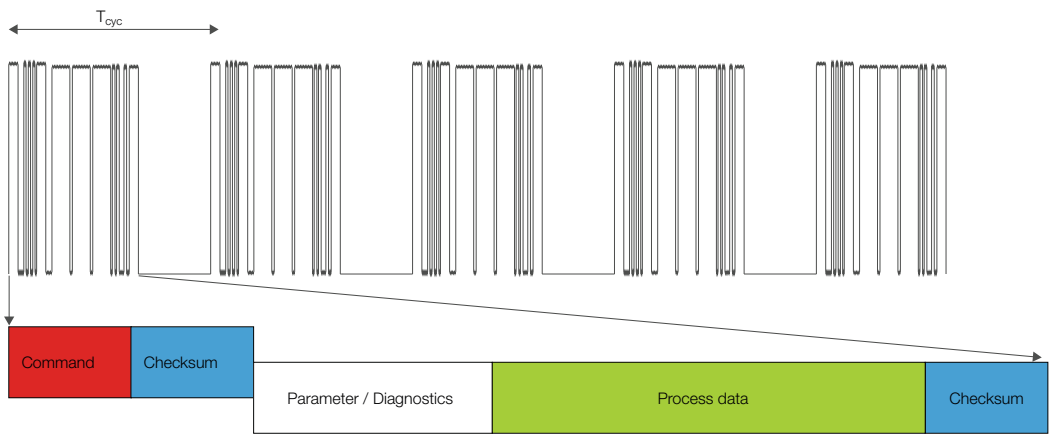 Tcyc
Command
Checksum
Parameter / Diagnostics
Process data
Checksum